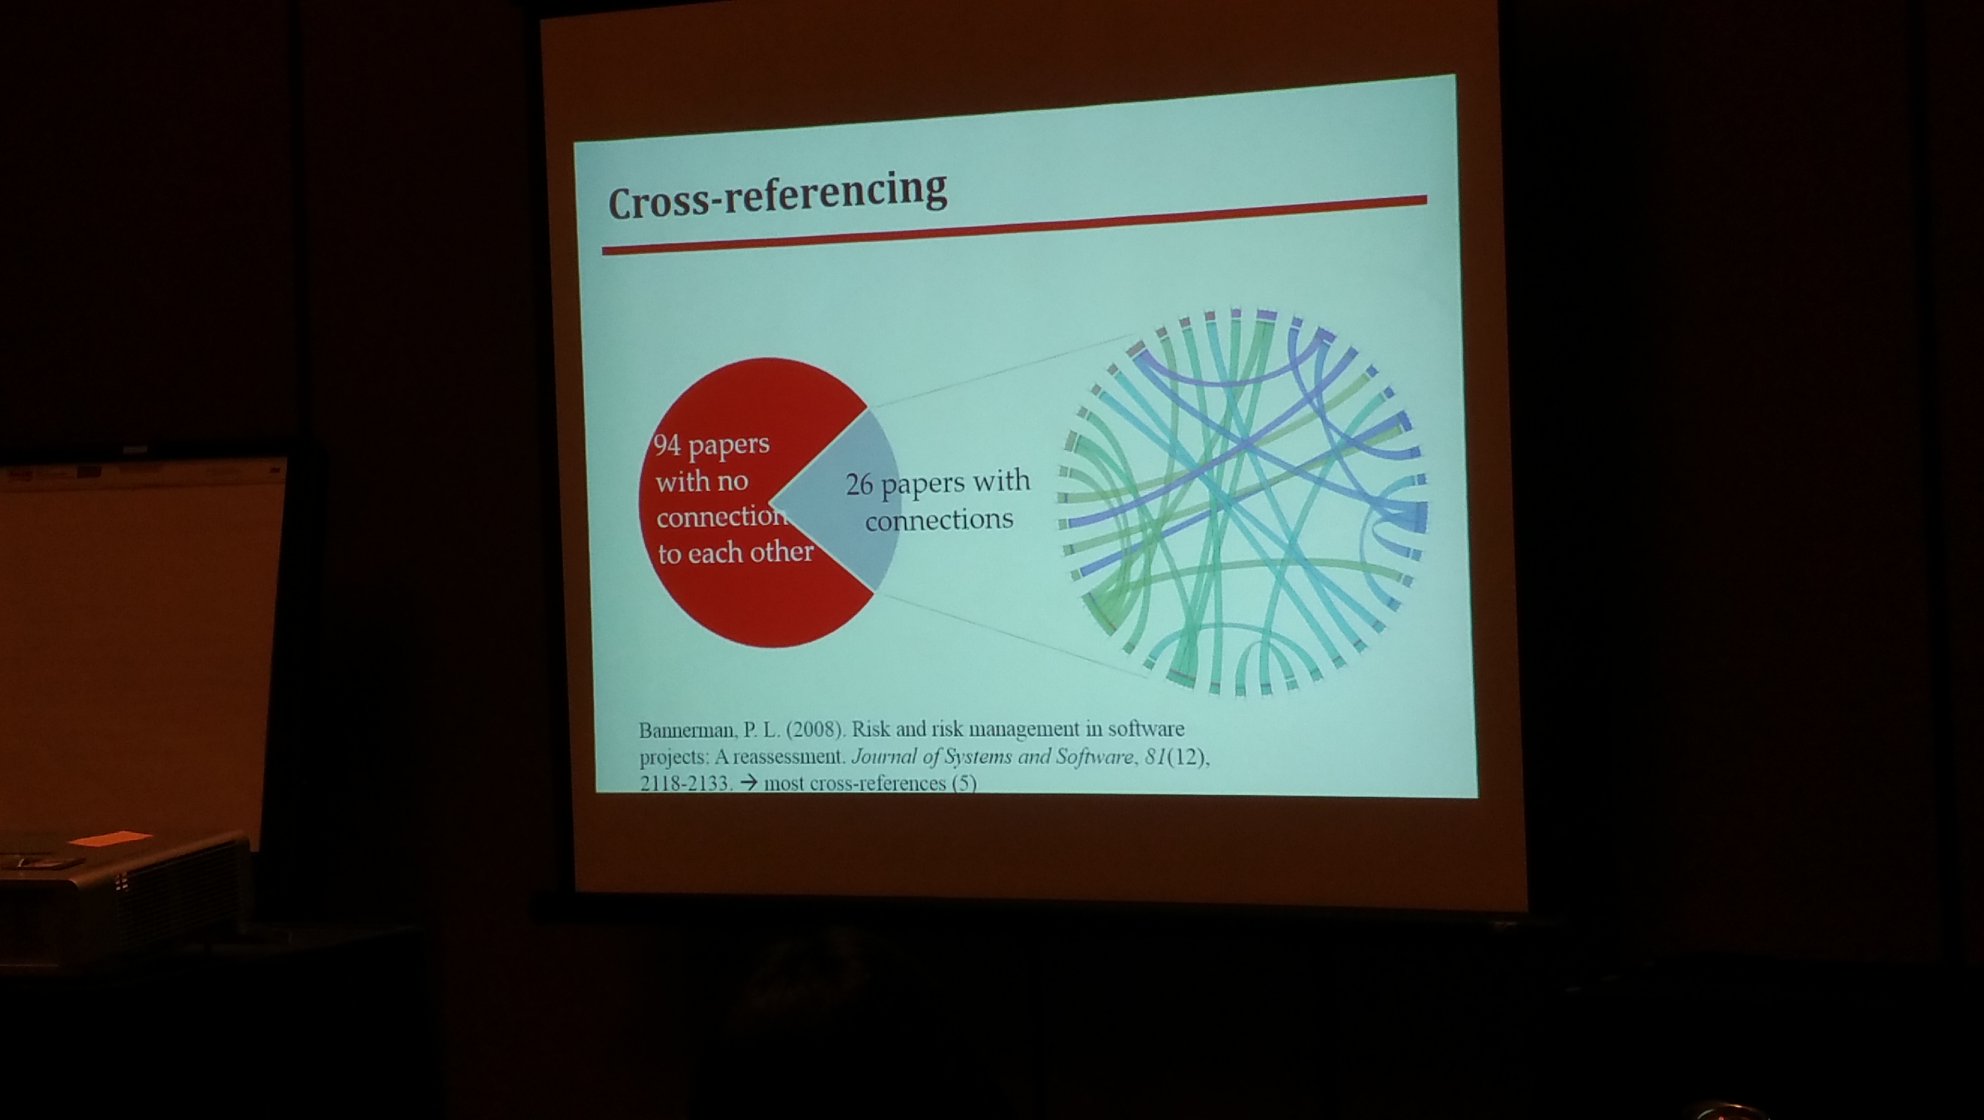 Cross-referencing
94 papers
with no
connection
to each other
26 papers with
connections
Bannerman, P. L. (2008). Risk and risk management in software
projects: A reassessment. Journal of Systems and Software, 81(12),
2118-2133. → most cross-references (5)